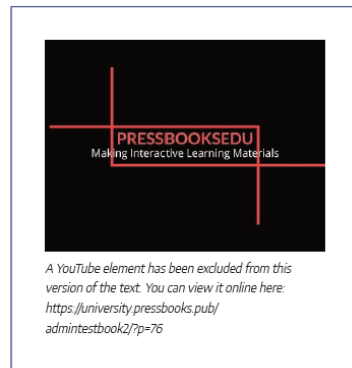 PRESSBOOKSEDU
Making Interactive Learning Materials
A YouTube element has been excluded from this
version of the text. You can view it online here:
https://university.pressbooks.pub/
admintestbook2/?p=76